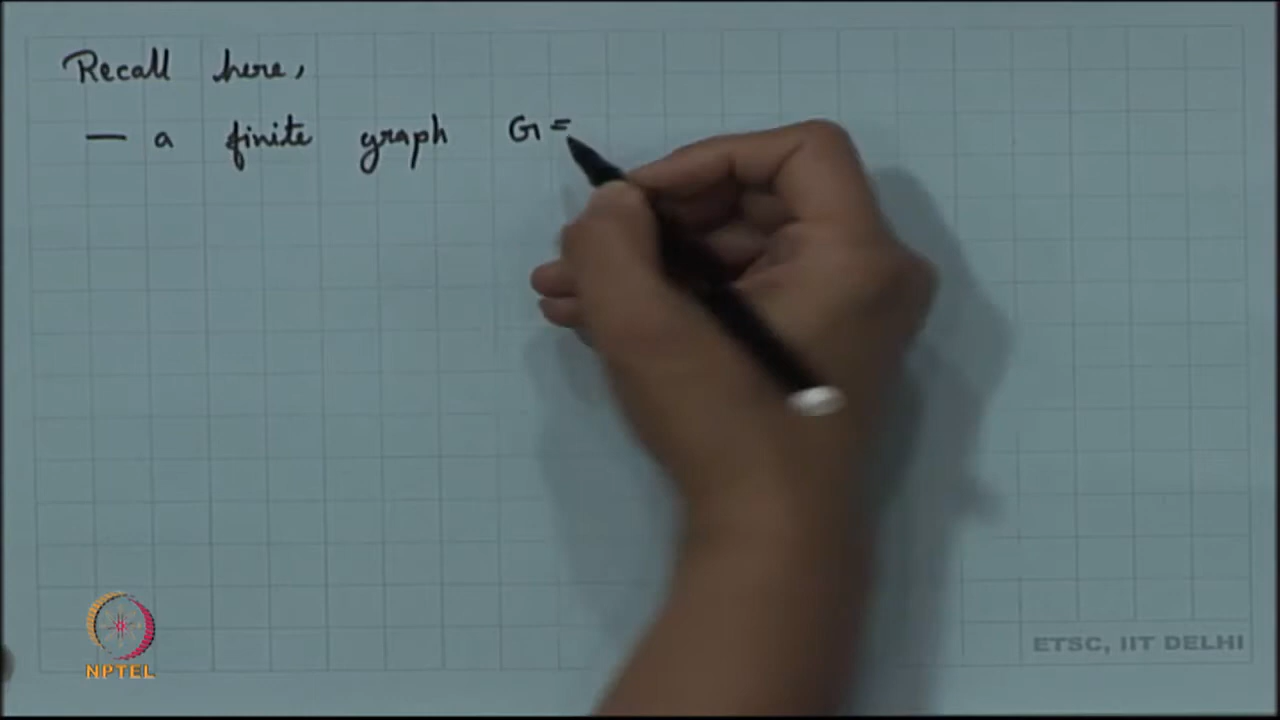 Recall here,
— a finite graph G =
NPTEL
ETSC, IIT DELHI